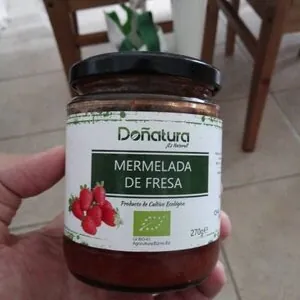 Doñatura
¡Es Natural!
MERMELADA
DE FRESA
Producto de Cultivo Ecológico
270g